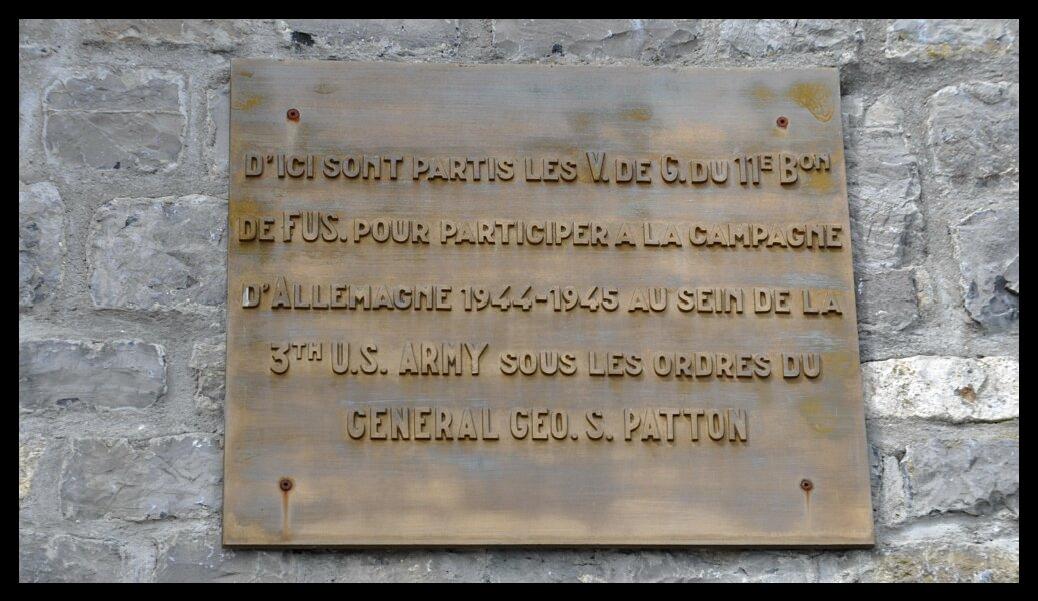 D'ICI SONT PARTIS LES V. DE G. DU 11E BON
DE FUS. POUR PARTICIPER A LA CAMPAGNE
D'ALLEMAGNE 1944-1945 AU SEIN DE LA
3TH U.S. ARMY SOUS LES ORDRES DU
GENERAL GEO. S. PATTON